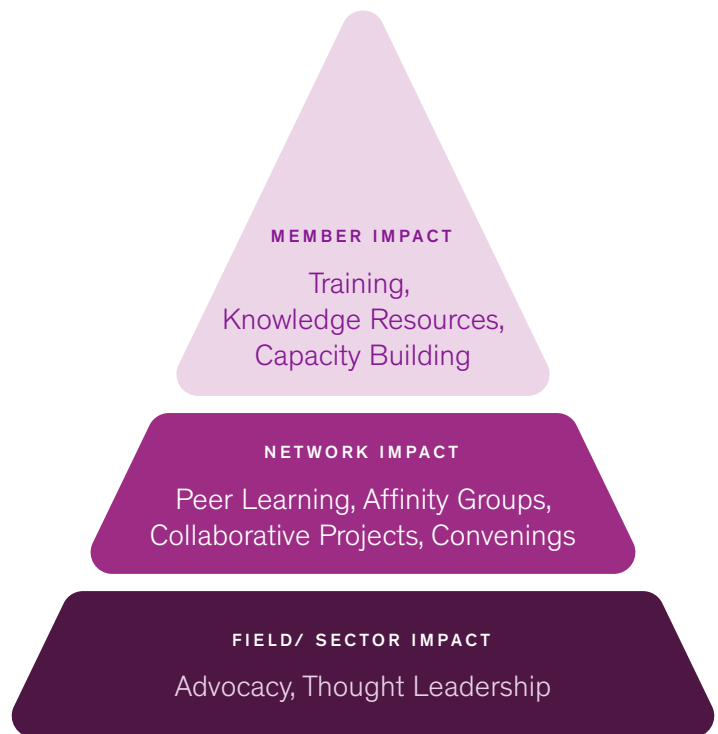 MEMBER IMPACT
Training,
Knowledge Resources,
Capacity Building
NETWORK IMPACT
Peer Learning, Affinity Groups,
Collaborative Projects, Convenings
FIELD/ SECTOR IMPACT
Advocacy, Thought Leadership